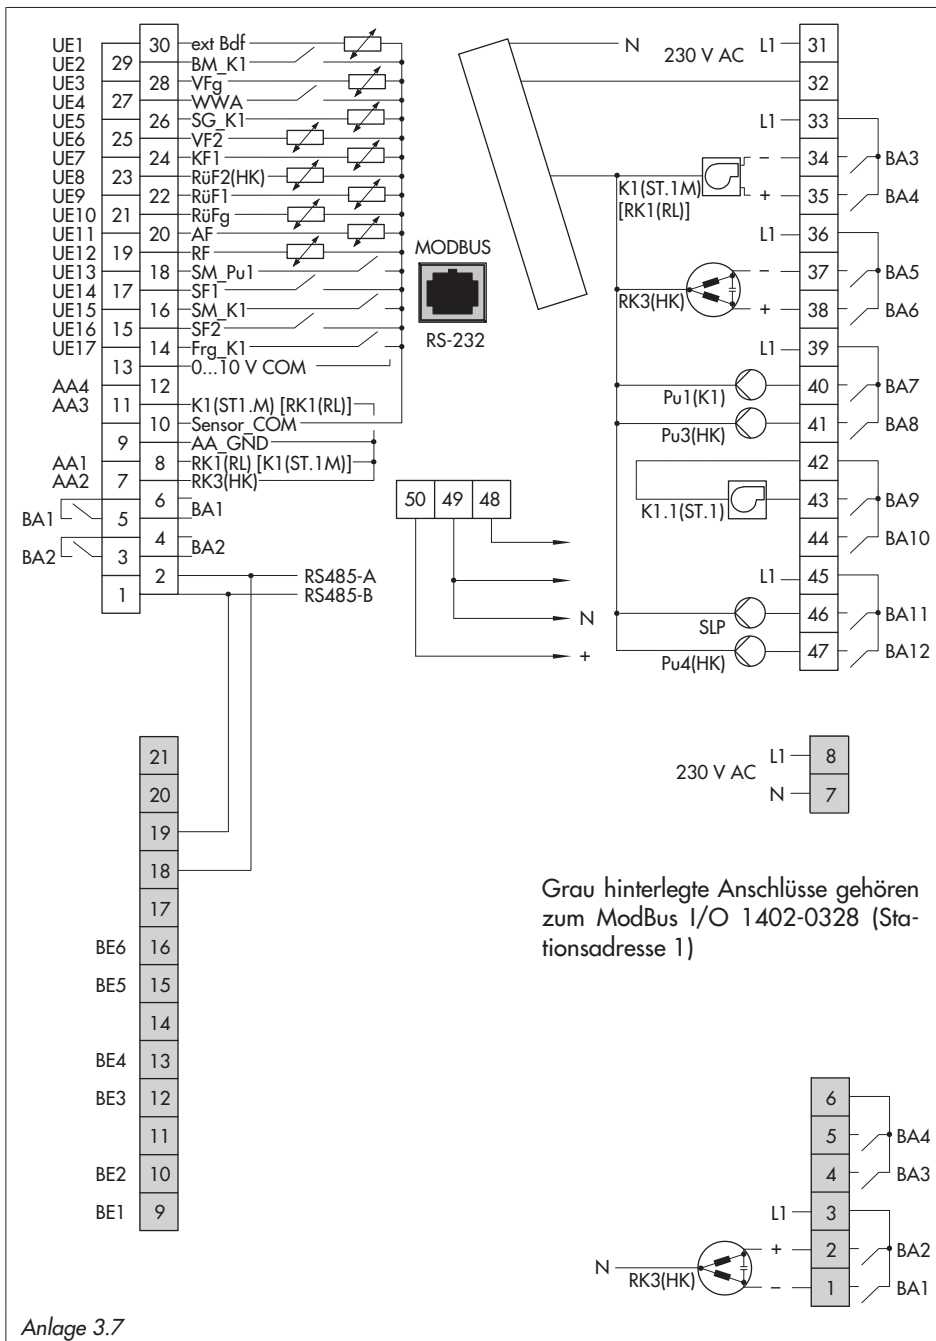 UE1 30 ext Bdf
UE2 29 BM_K1
UE3 28 VFg
UE4 27 WWA
UE5 26 SG_K1
UE6 25 VF2
UE7 24 KF1
UE8 23 RüF2(HK)
UE9 22 RüF1
UE10 21 RüFg
UE11 20 AF
UE12 19 RF
UE13 18 SM_Pu1
UE14 17 SF1
UE15 16 SM_K1
UE16 15 SF2
UE17 14 Frg_K1
13 0...10 V COM
AA4 12
AA3 11 K1(ST1.M) [RK1(RL)]
10 Sensor_COM
9 AA_GND
AA1 8 RK1(RL) [K1(ST.1M)]
AA2 7 RK3(HK)
6
BA1 5 BA1
4
BA2 3 BA2
2 RS485-A
1 RS485-B
MODBUS
RS-232
N
230 V AC
L1 31
32
L1 33
– 34 BA3
K1(ST.1M)
[RK1(RL)]
+ 35 BA4
L1 36
– 37 BA5
RK3(HK)
+ 38 BA6
L1 39
Pu1(K1) 40 BA7
Pu3(HK) 41 BA8
42
K1.1(ST.1) 43 BA9
44 BA10
L1 45
SLP 46 BA11
Pu4(HK) 47 BA12
50 49 48
N
+
21
20
19
18
17
BE6 16
BE5 15
14
BE4 13
BE3 12
11
BE2 10
BE1 9
230 V AC
L1 8
N 7
Grau hinterlegte Anschlüsse gehören
zum ModBus I/O 1402-0328 (Sta-
tionsadresse 1)
6
5 BA4
4 BA3
L1 3
+ 2 BA2
N RK3(HK)
– 1 BA1
Anlage 3.7